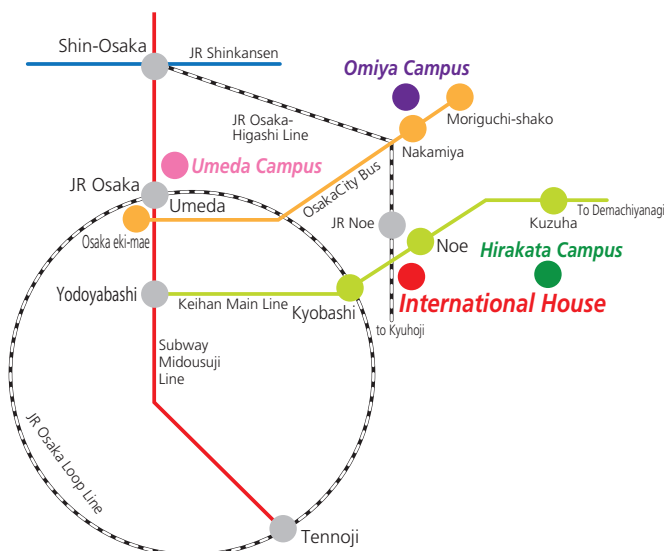 Shin-Osaka
JR Shinkansen
Omiya Campus
Moriguchi-shako
JR Osaka-
Higashi Line
Nakamiya
Umeda Campus
OsakaCity Bus
JR Osaka
Umeda
Osaka eki-mae
JR Noe
Noe
Kuzuha
To Demachiyanagi
Hirakata Campus
Yodoyabashi
Keihan Main Line
Kyobashi
International House
to Kyuhoji
Subway
Midousuji
Line
JR Osaka Loop Line
Tennoji